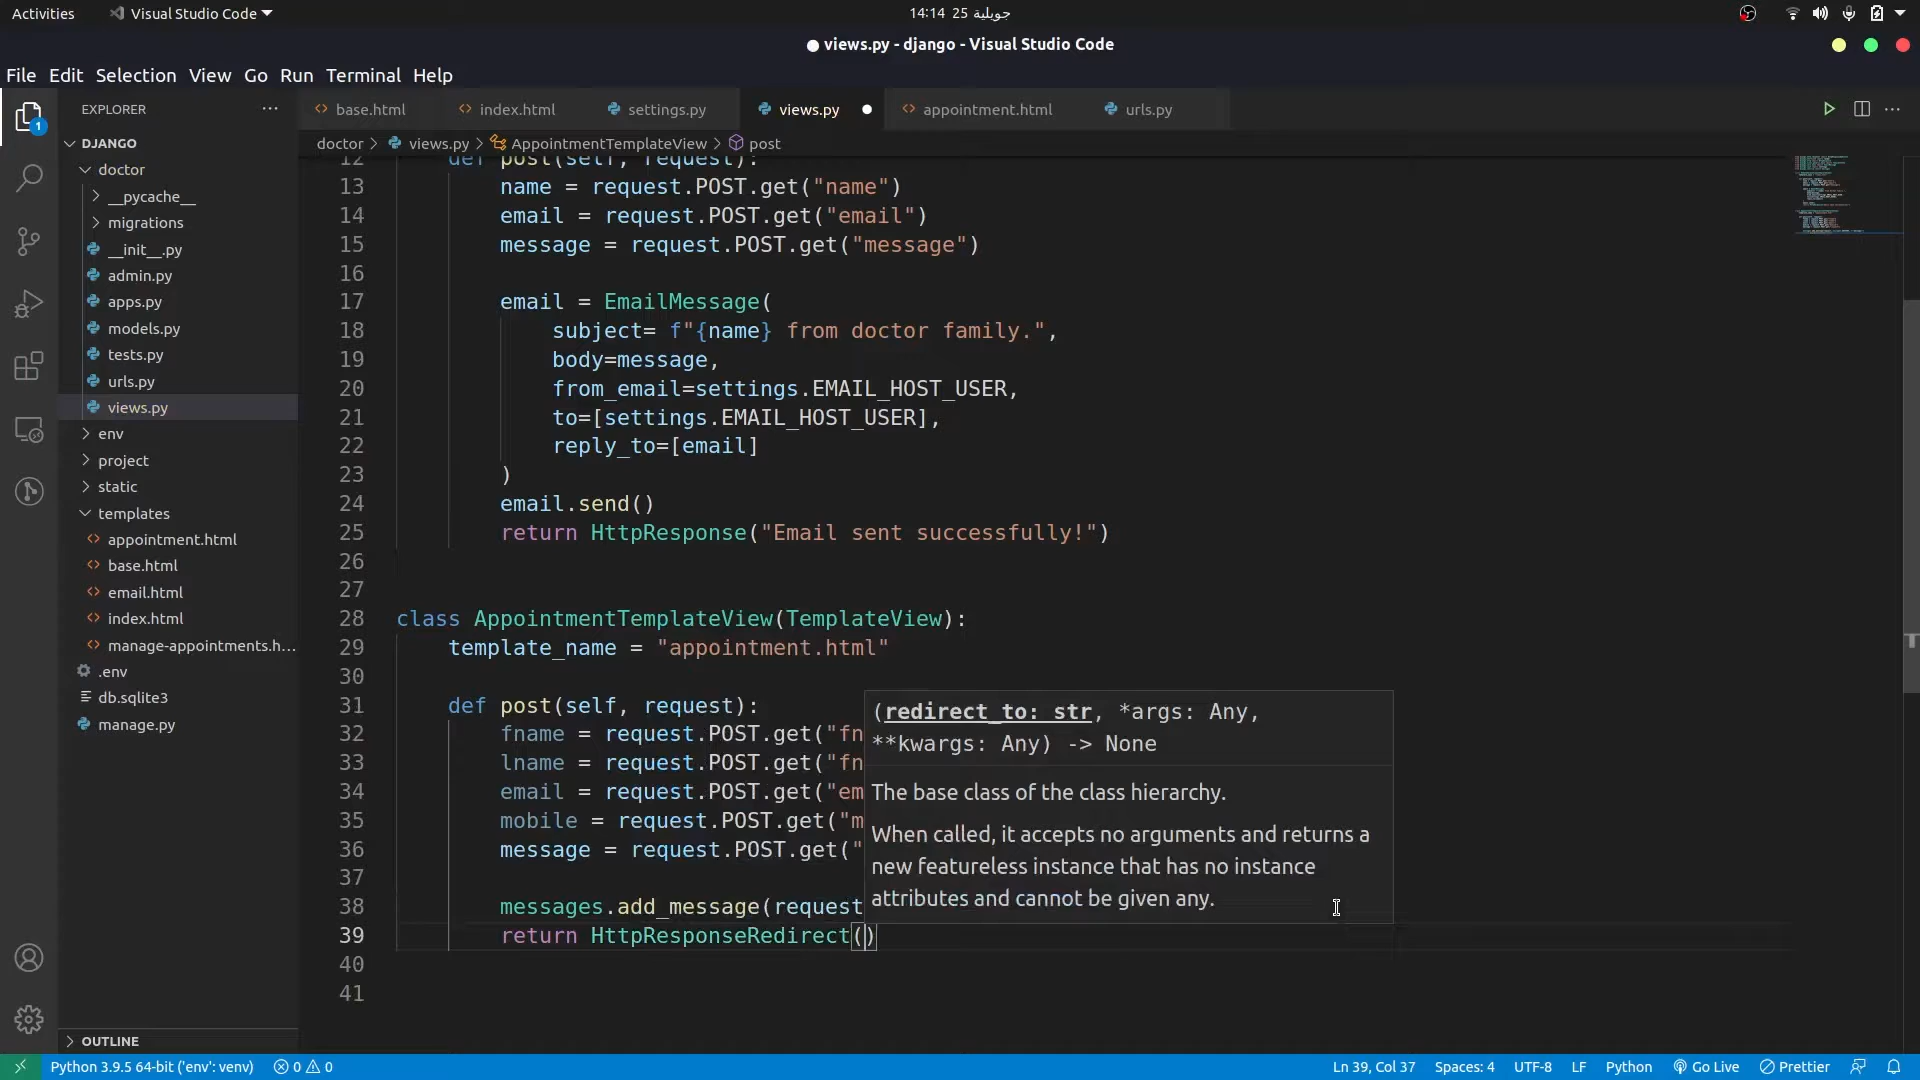 Activities Visual Studio Code 14:14 25 جويلية
views.py - django - Visual Studio Code
File Edit Selection View Go Run Terminal Help
EXPLORER ...
base.html index.html settings.py views.py appointment.html urls.py
1
DJANGO
doctor > views.py > AppointmentTemplateView > post
doctor
__pycache__
migrations
__init__.py
admin.py
apps.py
models.py
tests.py
urls.py
views.py
env
project
static
templates
appointment.html
base.html
email.html
index.html
manage-appointments.h...
.env
db.sqlite3
manage.py
OUTLINE
12 def post(self, request):
13 name = request.POST.get("name")
14 email = request.POST.get("email")
15 message = request.POST.get("message")
16
17 email = EmailMessage(
18 subject= f"{name} from doctor family.",
19 body=message,
20 from_email=settings.EMAIL_HOST_USER,
21 to=[settings.EMAIL_HOST_USER],
22 reply_to=[email]
23 )
24 email.send()
25 return HttpResponse("Email sent successfully!")
26
27
28 class AppointmentTemplateView(TemplateView):
29 template_name = "appointment.html"
30
31 def post(self, request):
32 fname = request.POST.get("fn
33 lname = request.POST.get("fn
34 email = request.POST.get("em
35 mobile = request.POST.get("m
36 message = request.POST.get("
37
38 messages.add_message(request
39 return HttpResponseRedirect()
40
41
(redirect_to: str, *args: Any,
**kwargs: Any) -> None
The base class of the class hierarchy.
When called, it accepts no arguments and returns a
new featureless instance that has no instance
attributes and cannot be given any.
Python 3.9.5 64-bit ('env': venv) 0 0 Ln 39, Col 37 Spaces: 4 UTF-8 LF Python Go Live Prettier